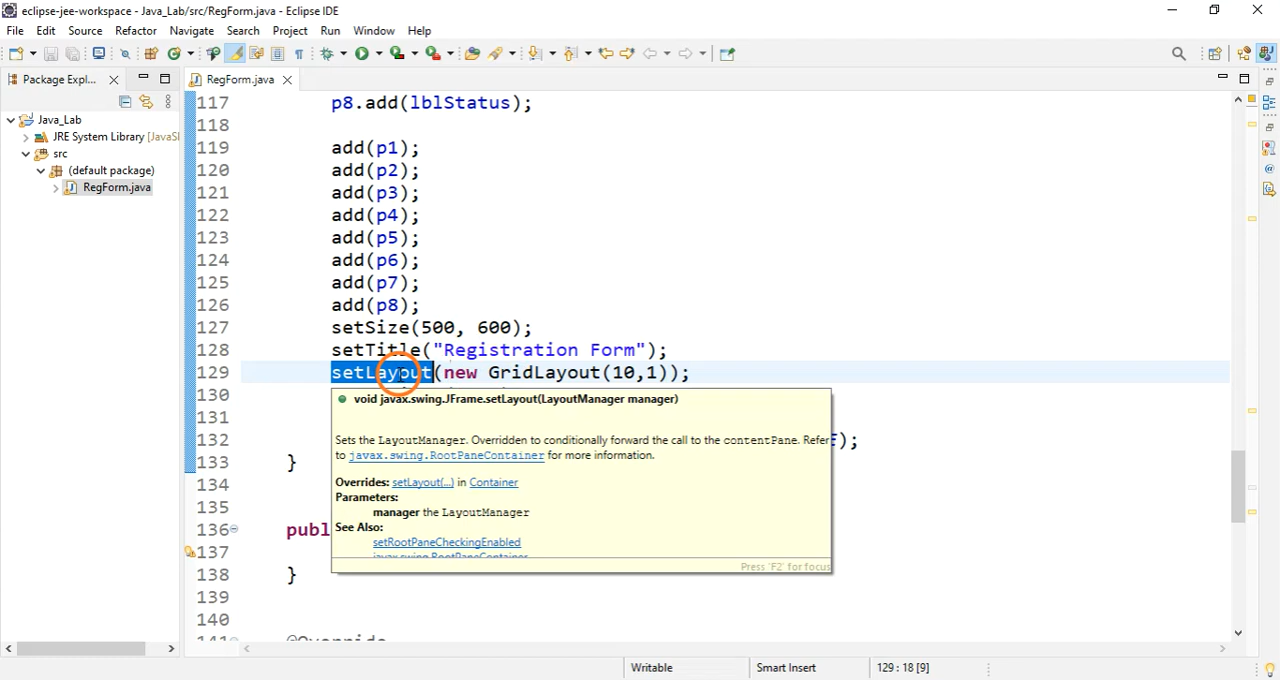 eclipse-jee-workspace - Java_Lab/src/RegForm.java - Eclipse IDE
File Edit Source Refactor Navigate Search Project Run Window Help
Package Expl...
RegForm.java
Java_Lab
JRE System Library [JavaS
src
(default package)
RegForm.java
117 p8.add(lblStatus);
118
119 add(p1);
120 add(p2);
121 add(p3);
122 add(p4);
123 add(p5);
124 add(p6);
125 add(p7);
126 add(p8);
127 setSize(500, 600);
128 setTitle("Registration Form");
129 setLayout(new GridLayout(10,1));
130
131
132 );
133 }
134
135
136 publ
137
138 }
139
140
@Override
void javax.swing.JFrame.setLayout(LayoutManager manager)
Sets the LayoutManager. Overridden to conditionally forward the call to the contentPane. Refer
to javax.swing.RootPaneContainer for more information.
Overrides: setLayout(...) in Container
Parameters:
manager the LayoutManager
See Also:
setRootPaneCheckingEnabled
javax.swing.RootPaneContainer
Press 'F2' for focus
Writable Smart Insert 129 : 18 [9]